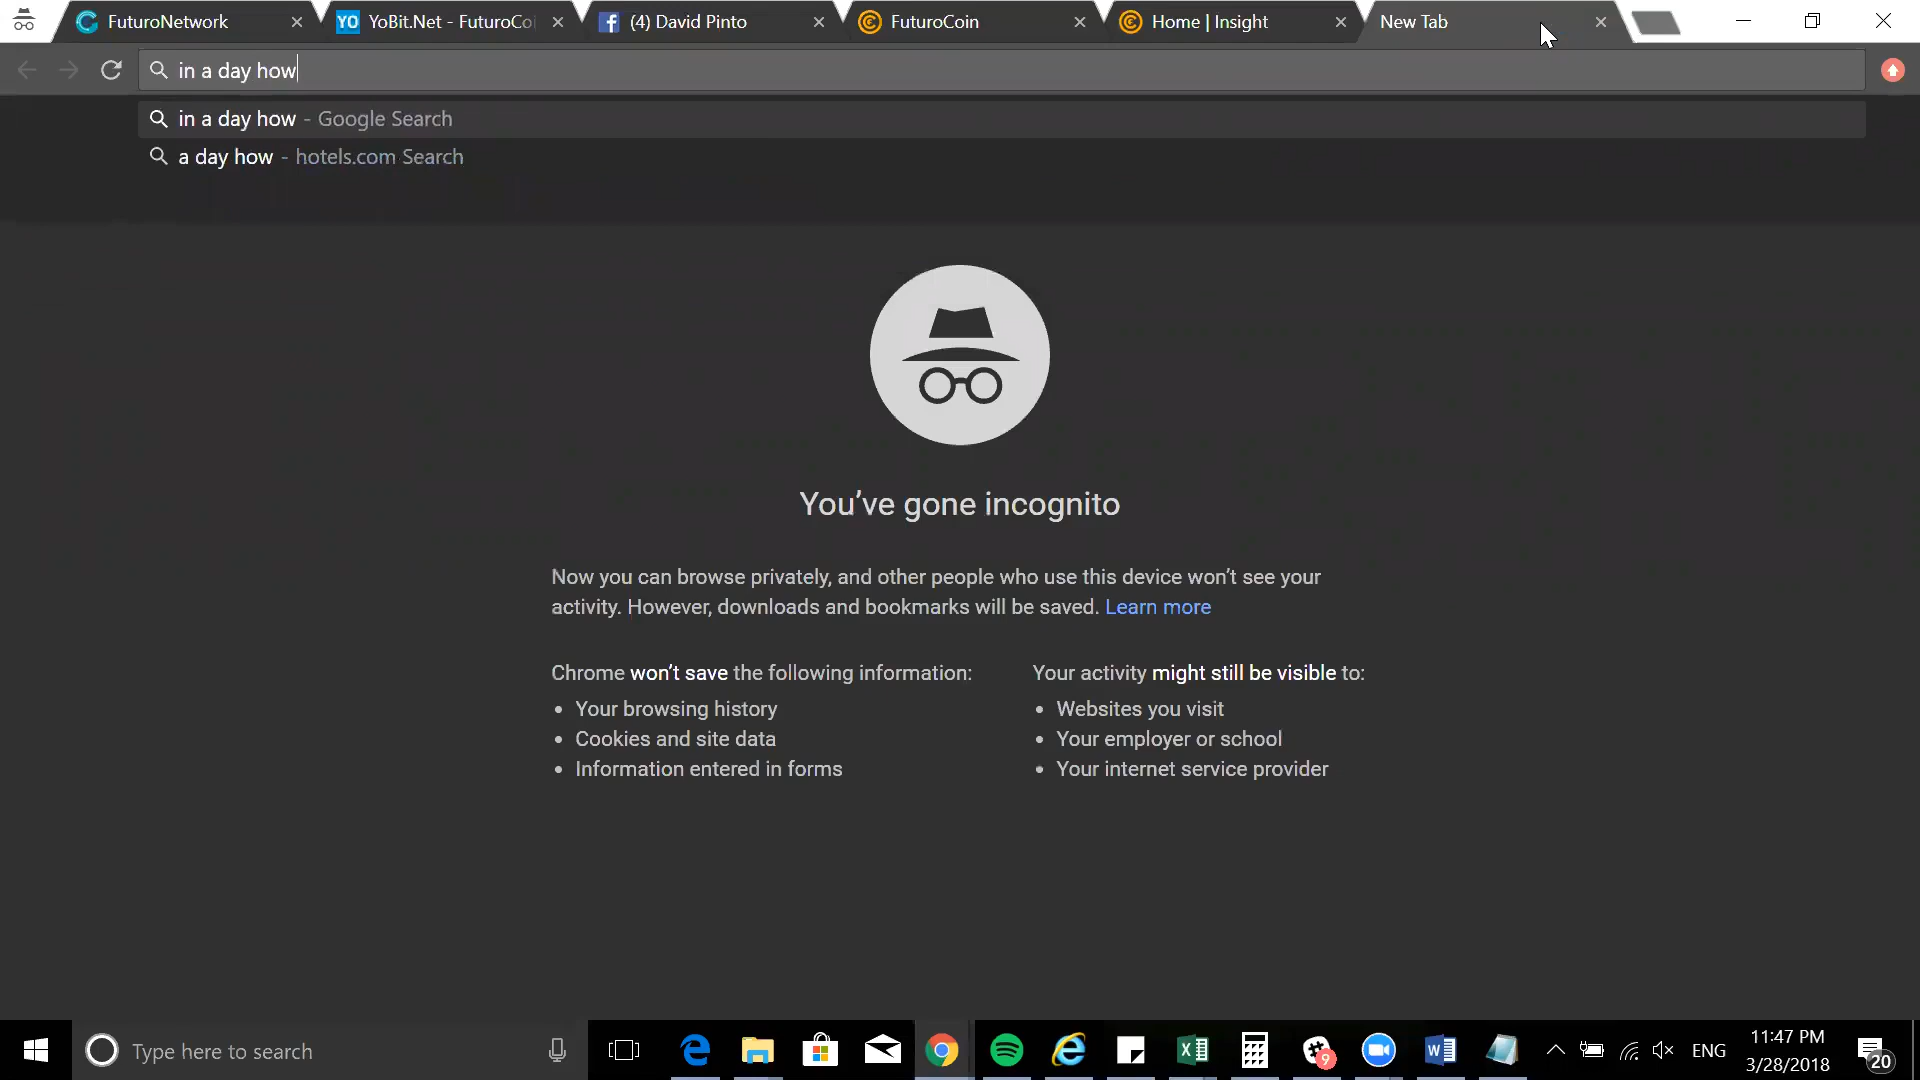 FuturoNetwork
YO YoBit.Net - FuturoCoi
(4) David Pinto
FuturoCoin
Home | Insight
New Tab
in a day how
in a day how - Google Search
a day how - hotels.com Search
You've gone incognito
Now you can browse privately, and other people who use this device won't see your
activity. However, downloads and bookmarks will be saved. Learn more
Chrome won't save the following information:
Your browsing history
Cookies and site data
Information entered in forms
Your activity might still be visible to:
Websites you visit
Your employer or school
Your internet service provider
Type here to search
9
ENG
11:47 PM
3/28/2018
20